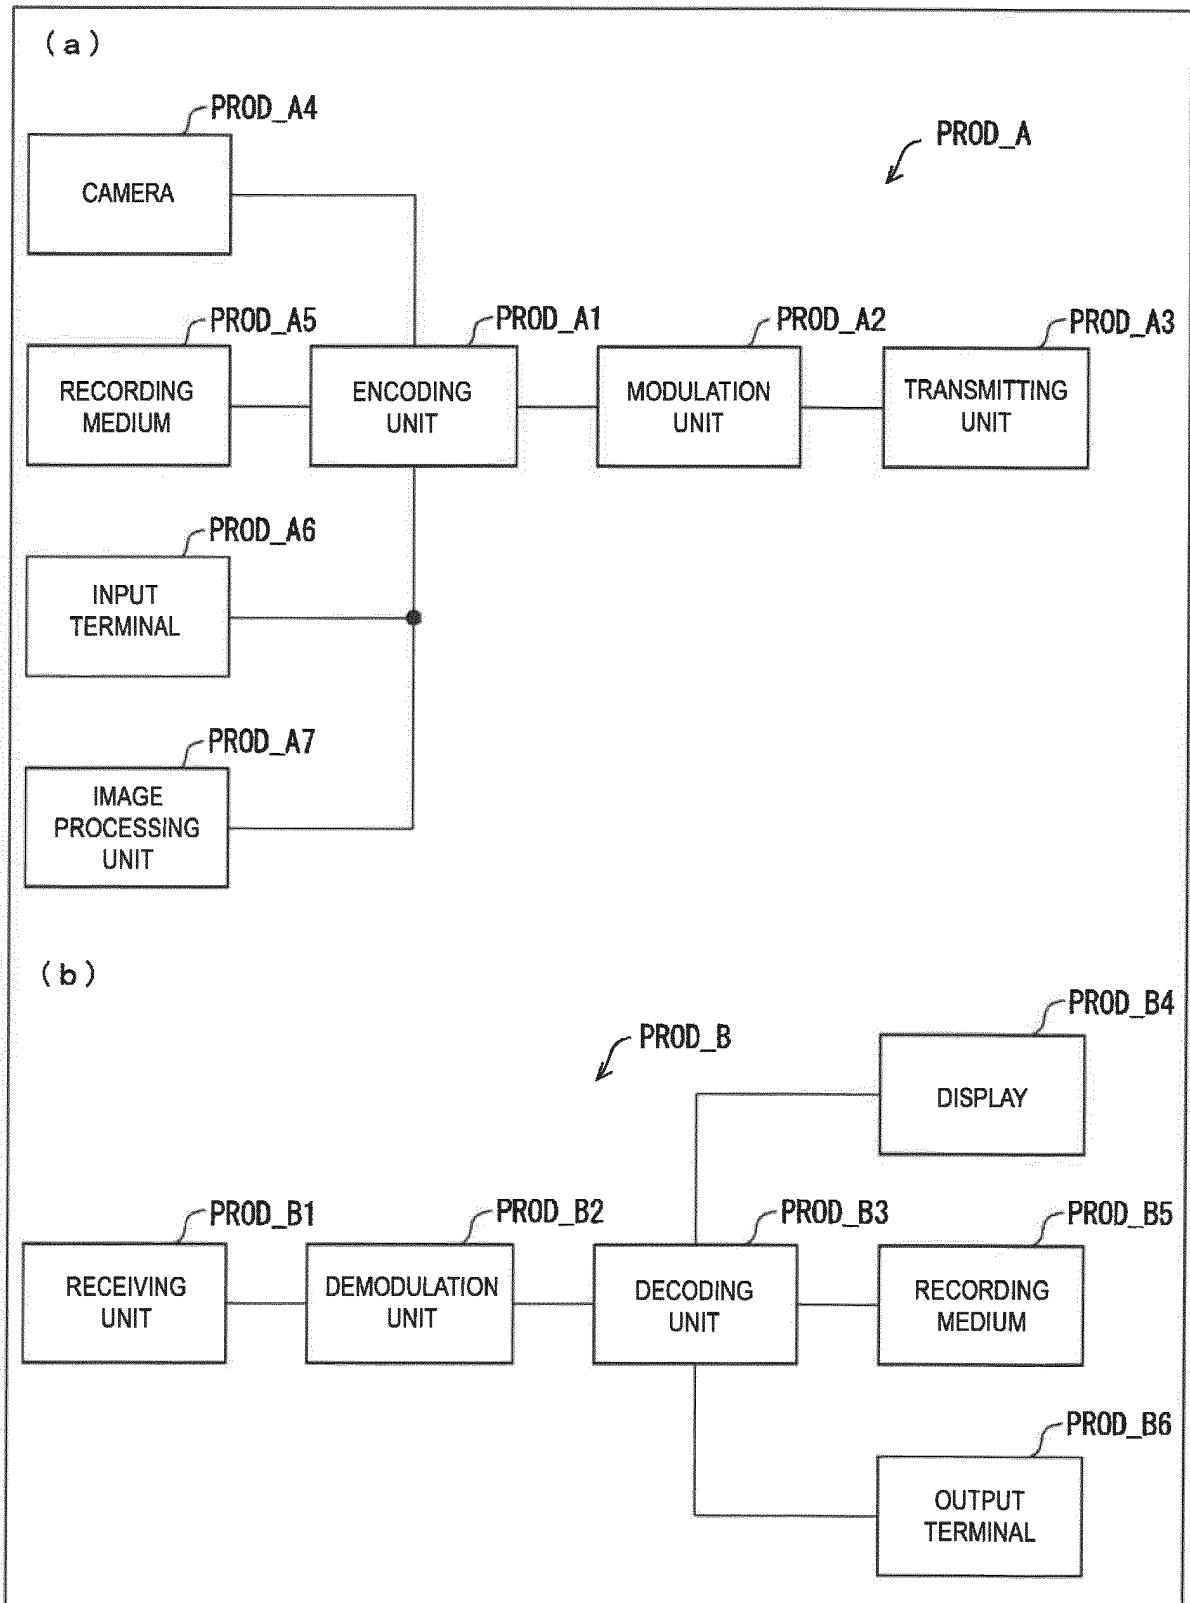 (a)
PROD_A4
PROD_A
CAMERA
PROD_A5
PROD_A1
PROD_A2
PROD_A3
RECORDING
MEDIUM
ENCODING
UNIT
MODULATION
UNIT
TRANSMITTING
UNIT
PROD_A6
INPUT
TERMINAL
PROD_A7
IMAGE
PROCESSING
UNIT
(b)
PROD_B4
PROD_B
DISPLAY
PROD_B1
PROD_B2
PROD_B3
PROD_B5
RECEIVING
UNIT
DEMODULATION
UNIT
DECODING
UNIT
RECORDING
MEDIUM
PROD_B6
OUTPUT
TERMINAL